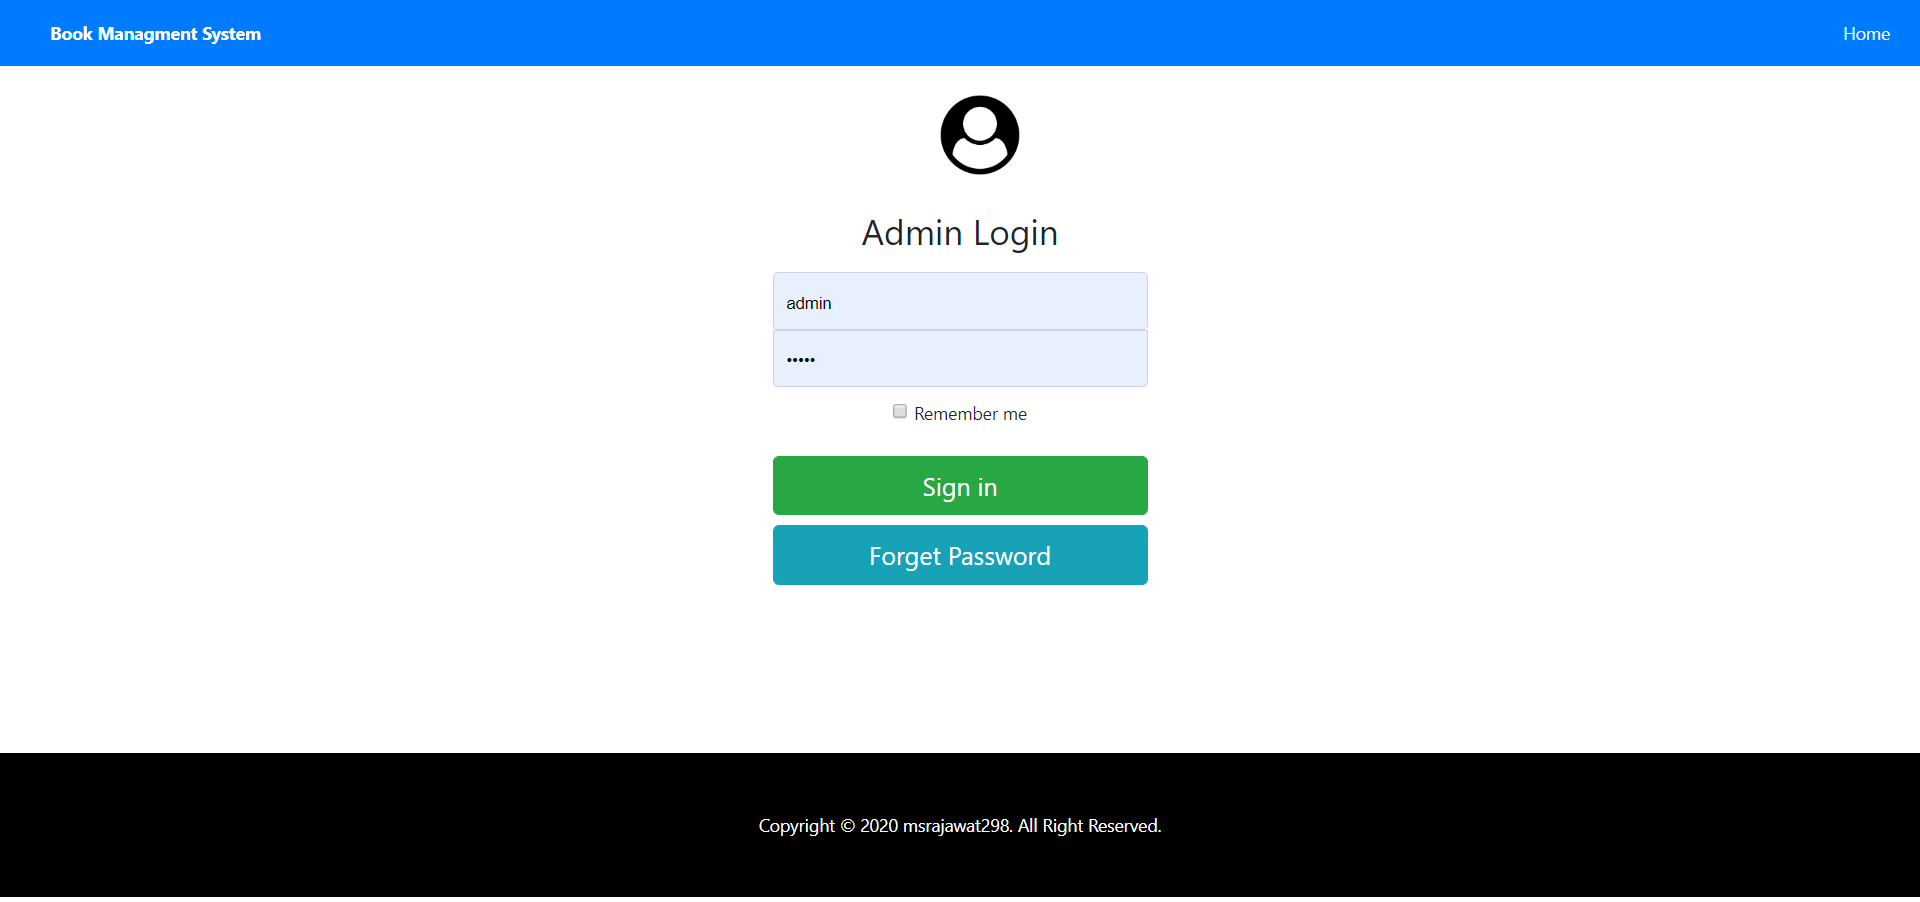 Book Managment System
Home
Admin Login
admin
•••••
Remember me
Sign in
Forget Password
Copyright © 2020 msrajawat298. All Right Reserved.